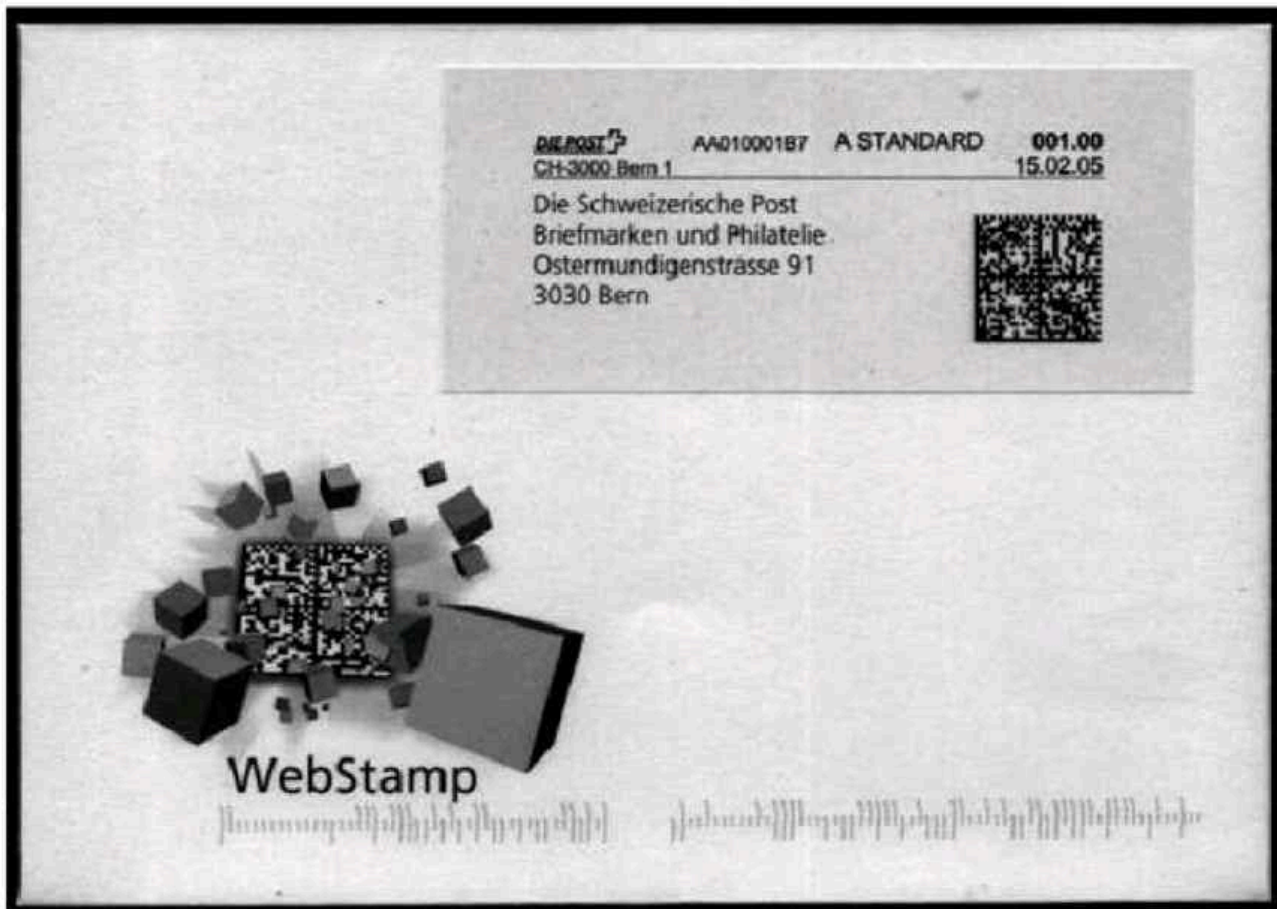 DIE POST AA010001B7 A STANDARD 001.00
CH-3000 Bern 1 15.02.05
Die Schweizerische Post
Briefmarken und Philatelie
Ostermundigenstrasse 91
3030 Bern
WebStamp